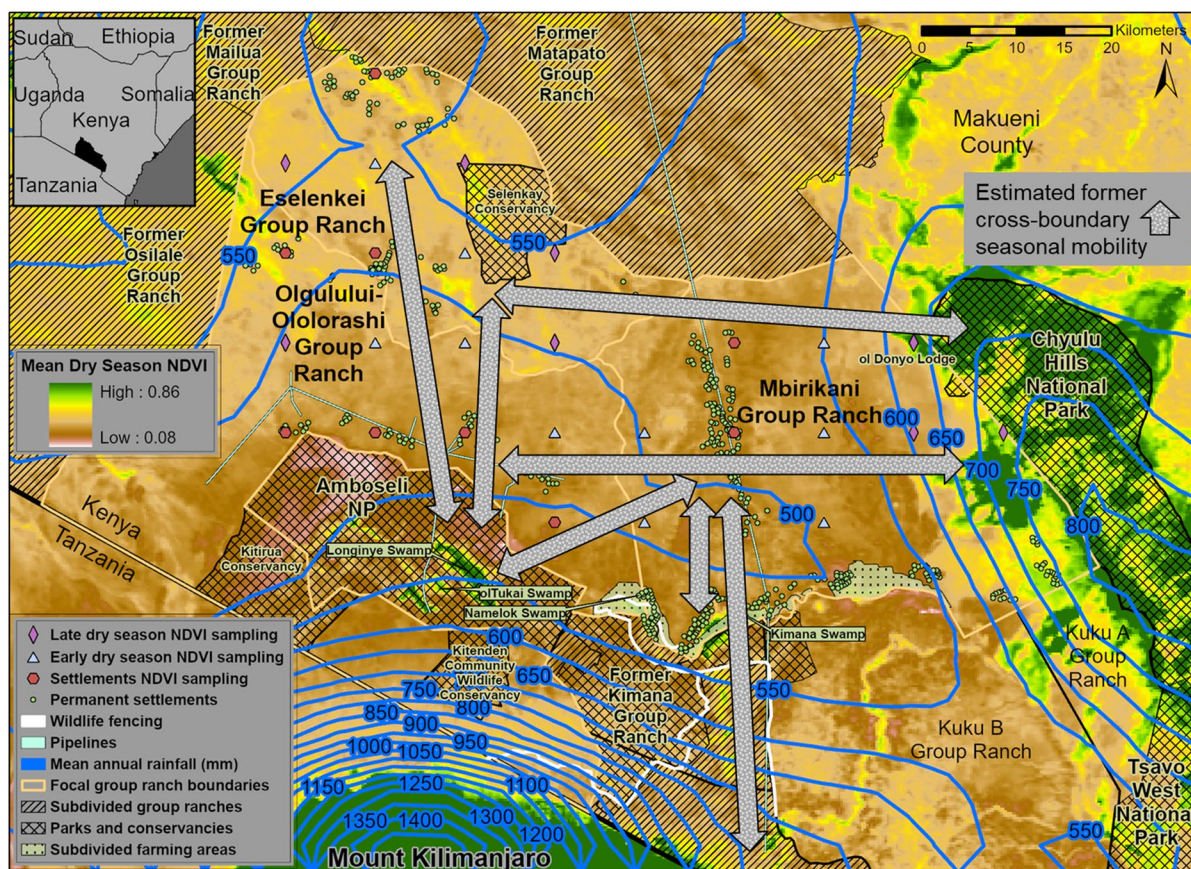 Sudan
Ethiopia
Uganda
Somalia
Kenya
Tanzania
Former
Mailua
Group
Ranch
Former
Matapato
Group
Ranch
Kilometers
0 5 10 20
N
Makueni
County
Estimated former
cross-boundary
seasonal mobility
Former
Osilale
Group
Ranch
550
Eselenkei
Group Ranch
Selenkay
Conservancy
550
Olgululului-
Ololorashi
Group
Ranch
Mean Dry Season NDVI
High : 0.86
Low : 0.08
ol Donyo Lodge
Chyulu
Hills
National
Park
Mbirikani
Group Ranch
600
650
700
750
800
500
Amboseli
NP
Kenya
Tanzania
Kitirua
Conservancy
Longinye Swamp
olTukai Swamp
Namelok Swamp
Kimana Swamp
Kitenden
Community
Wildlife
Conservancy
Former
Kimana
Group
Ranch
Kuku A
Group
Ranch
Kuku B
Group Ranch
Tsavo
West
National
Park
550
550
600
650
750
800
850
900
950
1000
1050
1100
1150
1250
1300
1350
1400
1200
Mount Kilimanjaro
Late dry season NDVI sampling
Early dry season NDVI sampling
Settlements NDVI sampling
Permanent settlements
Wildlife fencing
Pipelines
Mean annual rainfall (mm)
Focal group ranch boundaries
Subdivided group ranches
Parks and conservancies
Subdivided farming areas